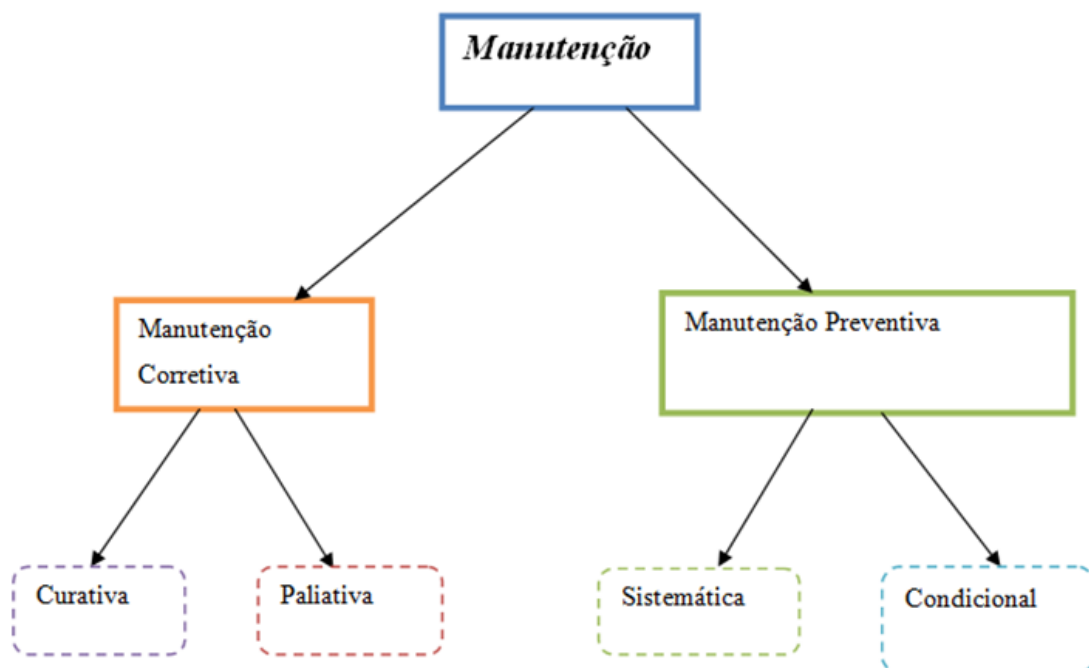 Manutenção
Manutenção
Corretiva
Manutenção Preventiva
Curativa
Paliativa
Sistemática
Condicional